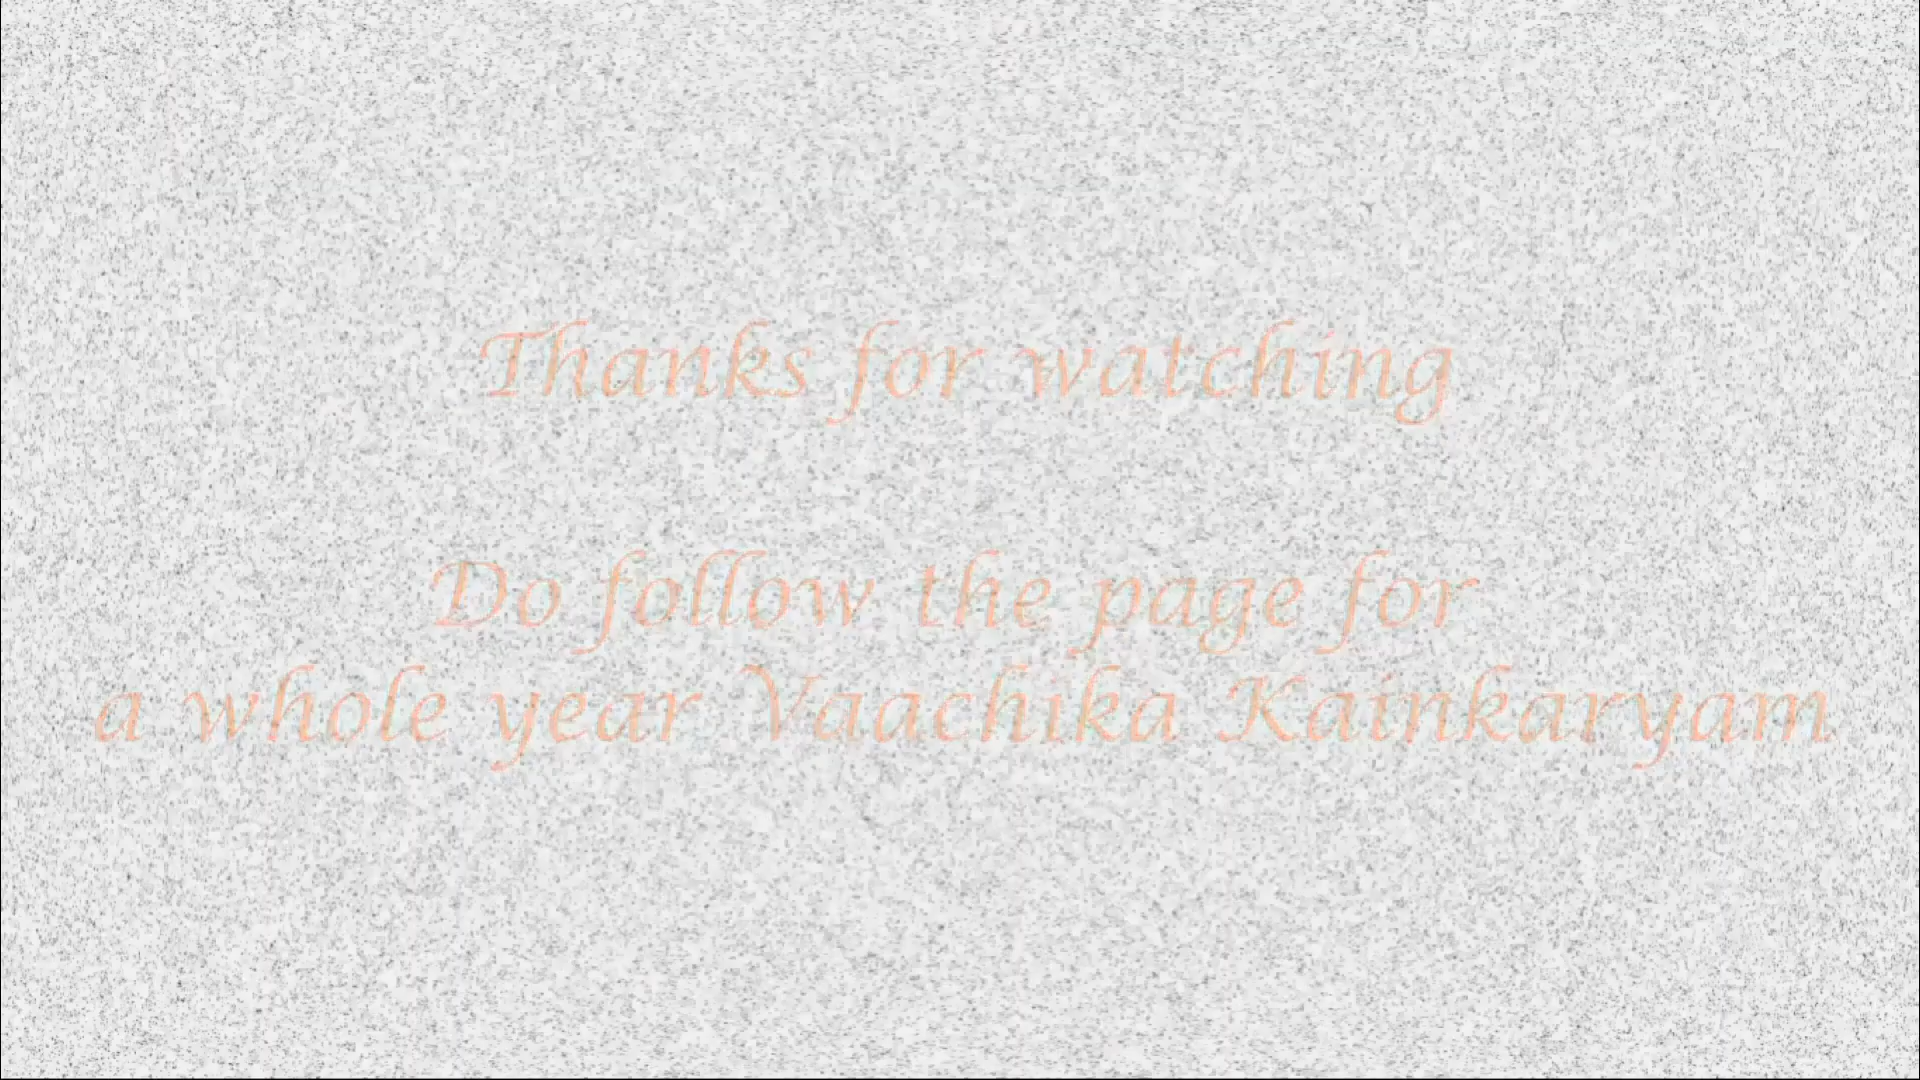 Thanks for watching
Do follow the page for
a whole year Vaachika Kainkaryam